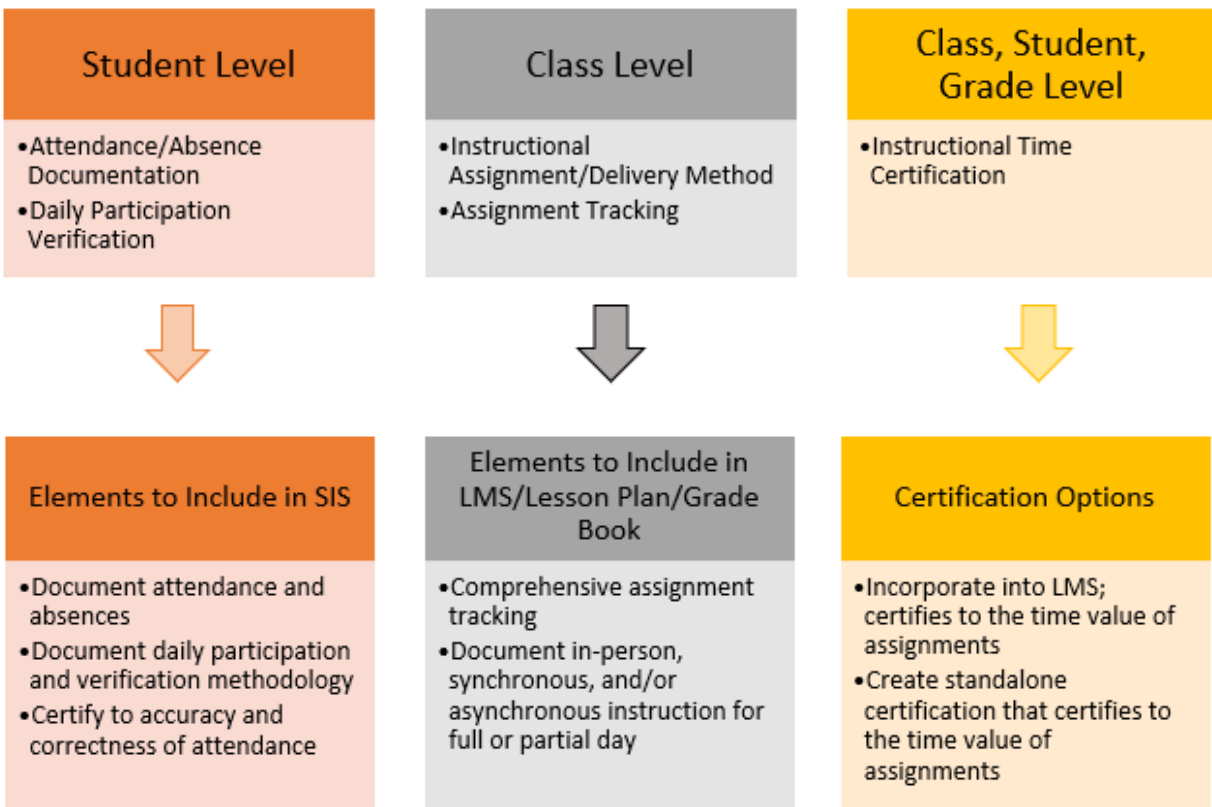 Student Level
•Attendance/Absence
Documentation
•Daily Participation
Verification
Class Level
•Instructional
Assignment/Delivery Method
•Assignment Tracking
Class, Student,
Grade Level
•Instructional Time
Certification
Elements to Include in SIS
•Document attendance and
absences
•Document daily participation
and verification methodology
•Certify to accuracy and
correctness of attendance
Elements to Include in
LMS/Lesson Plan/Grade
Book
•Comprehensive assignment
tracking
•Document in-person,
synchronous, and/or
asynchronous instruction for
full or partial day
Certification Options
•Incorporate into LMS;
certifies to the time value of
assignments
•Create standalone
certification that certifies to
the time value of
assignments